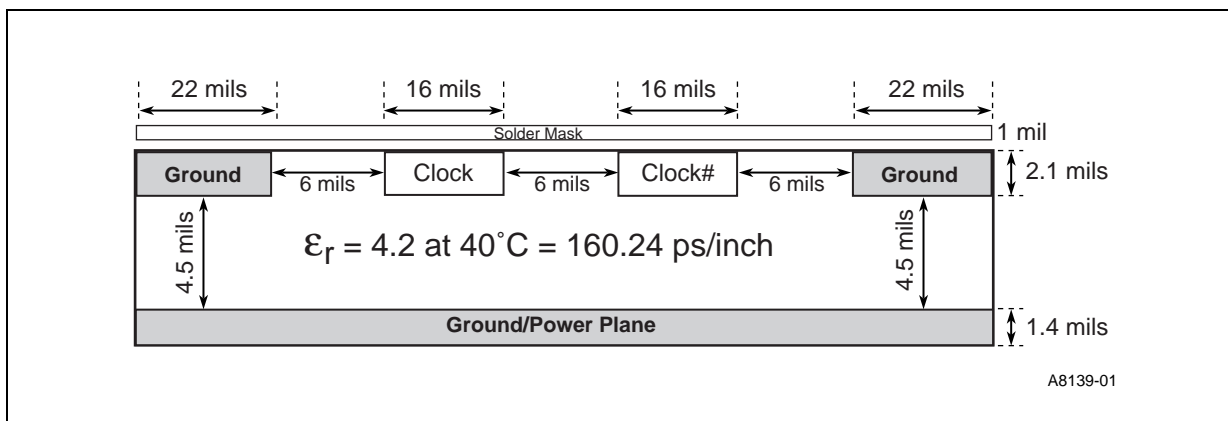 22 mils 16 mils 16 mils 22 mils
Solder Mask
1 mil
Ground Clock Clock# Ground
6 mils 6 mils 6 mils
2.1 mils
4.5 mils 4.5 mils
εr = 4.2 at 40°C = 160.24 ps/inch
Ground/Power Plane
1.4 mils
A8139-01